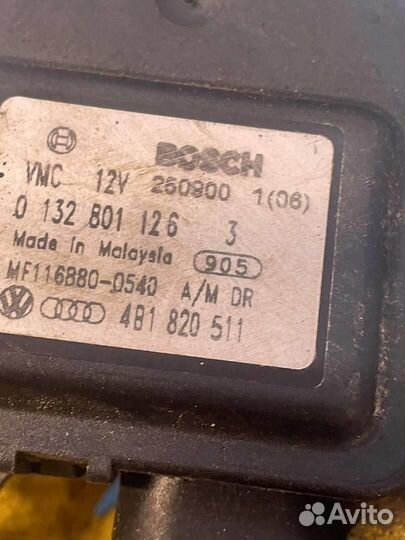 BOSCH
VMC 12V 250900 1(06)
0 132 801 126 3
Made in Malaysia 905
MF116880-0540 A/M DR
4B1 820 511
Avito